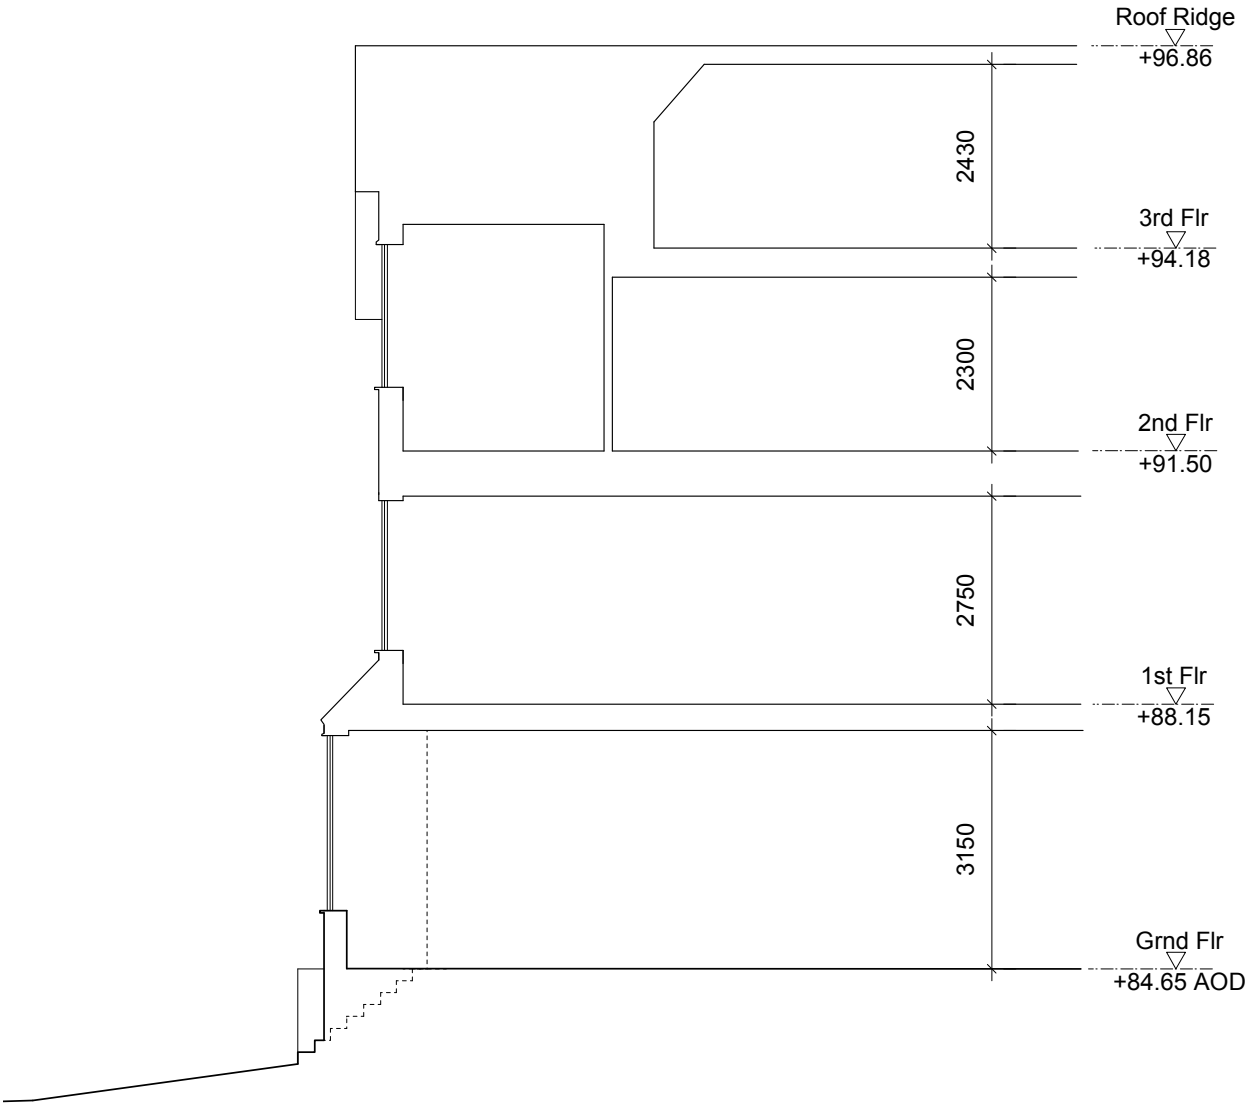 Roof Ridge
+96.86
2430
3rd Flr
+94.18
2300
2nd Flr
+91.50
2750
1st Flr
+88.15
3150
Grnd Flr
+84.65 AOD